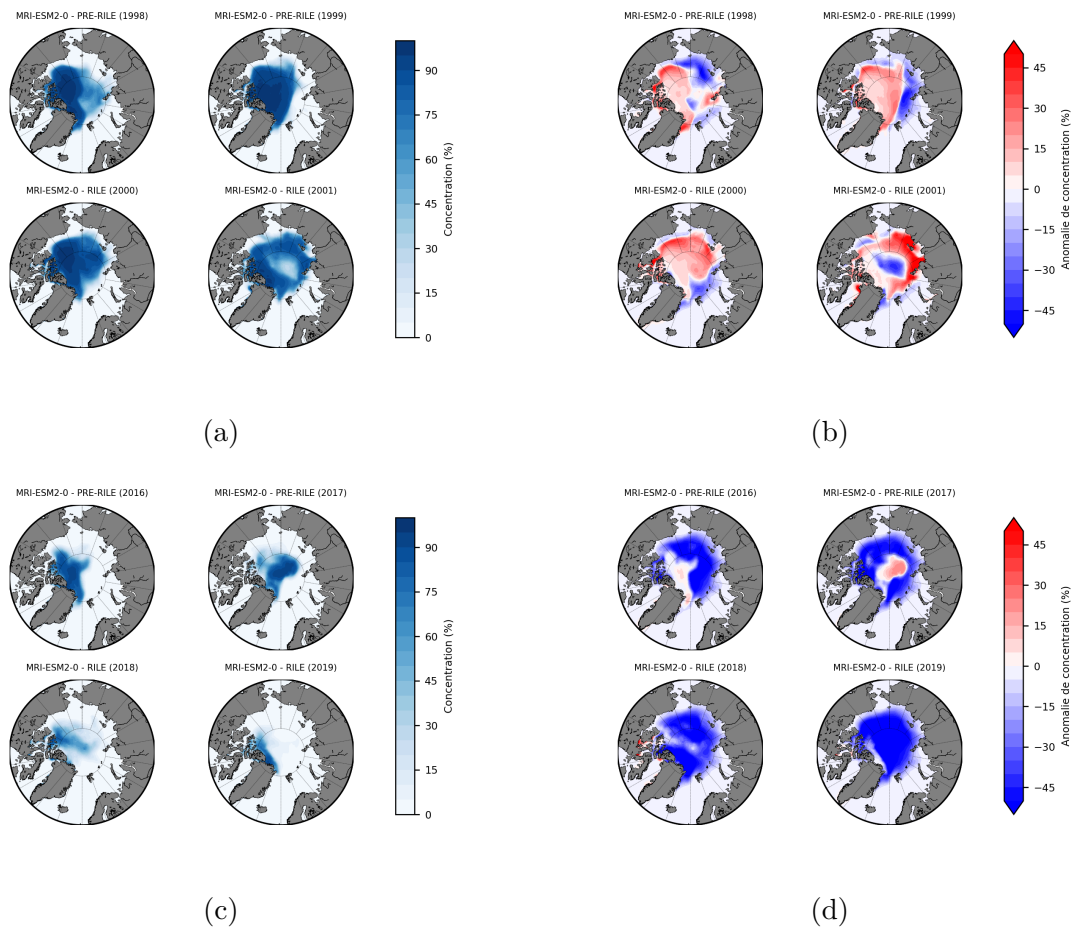 MRI-ESM2-0 - PRE-RILE (1998)
MRI-ESM2-0 - PRE-RILE (1999)
MRI-ESM2-0 - RILE (2000)
MRI-ESM2-0 - RILE (2001)
90
75
60
45
30
15
0
Concentration (%)
(a)
MRI-ESM2-0 - PRE-RILE (1998)
MRI-ESM2-0 - PRE-RILE (1999)
MRI-ESM2-0 - RILE (2000)
MRI-ESM2-0 - RILE (2001)
45
30
15
0
−15
−30
−45
Anomalie de concentration (%)
(b)
MRI-ESM2-0 - PRE-RILE (2016)
MRI-ESM2-0 - PRE-RILE (2017)
MRI-ESM2-0 - RILE (2018)
MRI-ESM2-0 - RILE (2019)
90
75
60
45
30
15
0
Concentration (%)
(c)
MRI-ESM2-0 - PRE-RILE (2016)
MRI-ESM2-0 - PRE-RILE (2017)
MRI-ESM2-0 - RILE (2018)
MRI-ESM2-0 - RILE (2019)
45
30
15
0
−15
−30
−45
Anomalie de concentration (%)
(d)